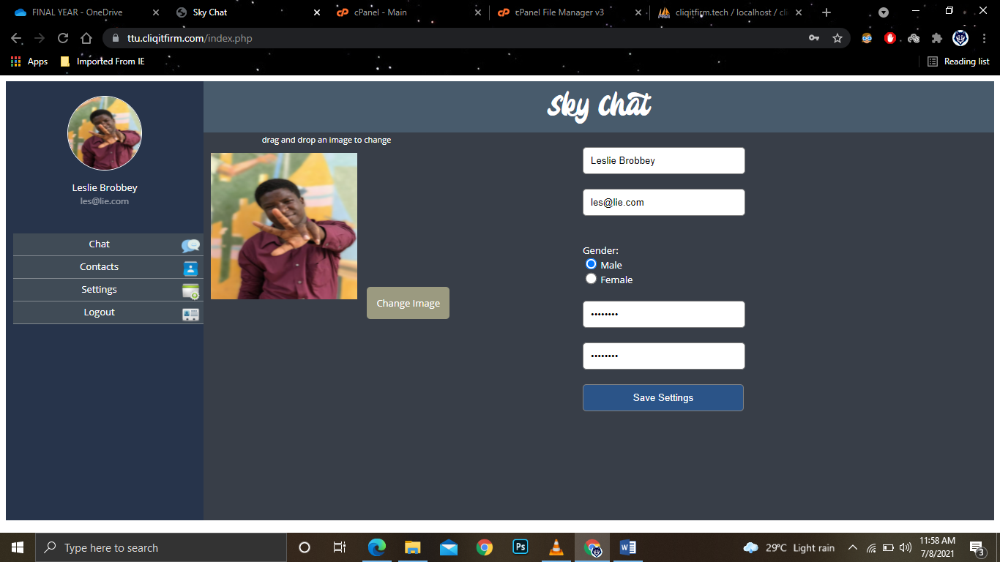 FINAL YEAR - OneDrive
Sky Chat
cPanel - Main
cPanel File Manager v3
cliqitfirm.tech / localhost / cli
ttu.cliqitfirm.com/index.php
Apps
Imported From IE
Reading list
Sky Chat
Leslie Brobbey
les@lie.com
Chat
Contacts
Settings
Logout
drag and drop an image to change
Change Image
Leslie Brobbey
les@lie.com
Gender:
Male
Female
••••••••
••••••••
Save Settings
Type here to search
Ps
29°C Light rain
11:58 AM
7/8/2021
3